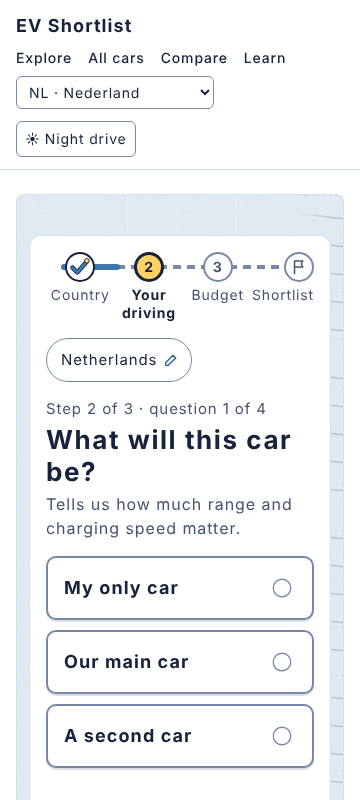 EV Shortlist
Explore All cars Compare Learn
NL · Nederland
Night drive
2 3
Country Your driving Budget Shortlist
Netherlands
Step 2 of 3 · question 1 of 4
What will this car
be?
Tells us how much range and
charging speed matter.
My only car
Our main car
A second car